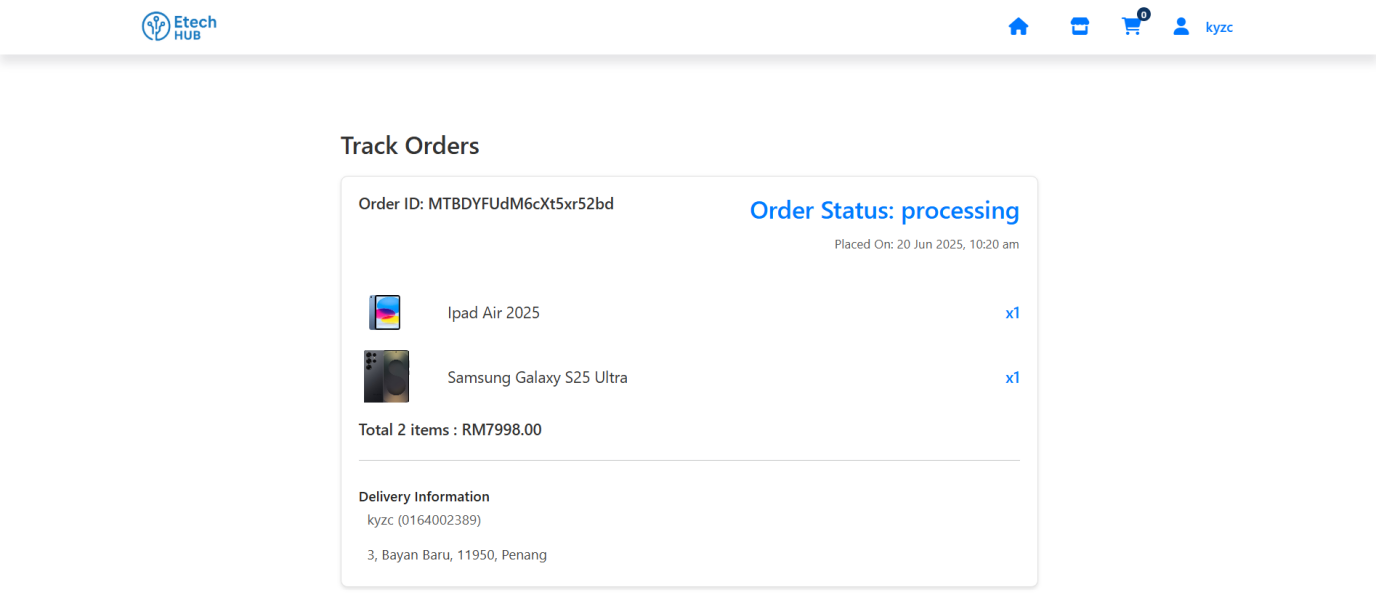 Etech
HUB
0
kyzc
Track Orders
Order ID: MTBDYFUdM6cXt5xr52bd
Order Status: processing
Placed On: 20 Jun 2025, 10:20 am
Ipad Air 2025
x1
Samsung Galaxy S25 Ultra
x1
Total 2 items : RM7998.00
Delivery Information
kyzc (0164002389)
3, Bayan Baru, 11950, Penang